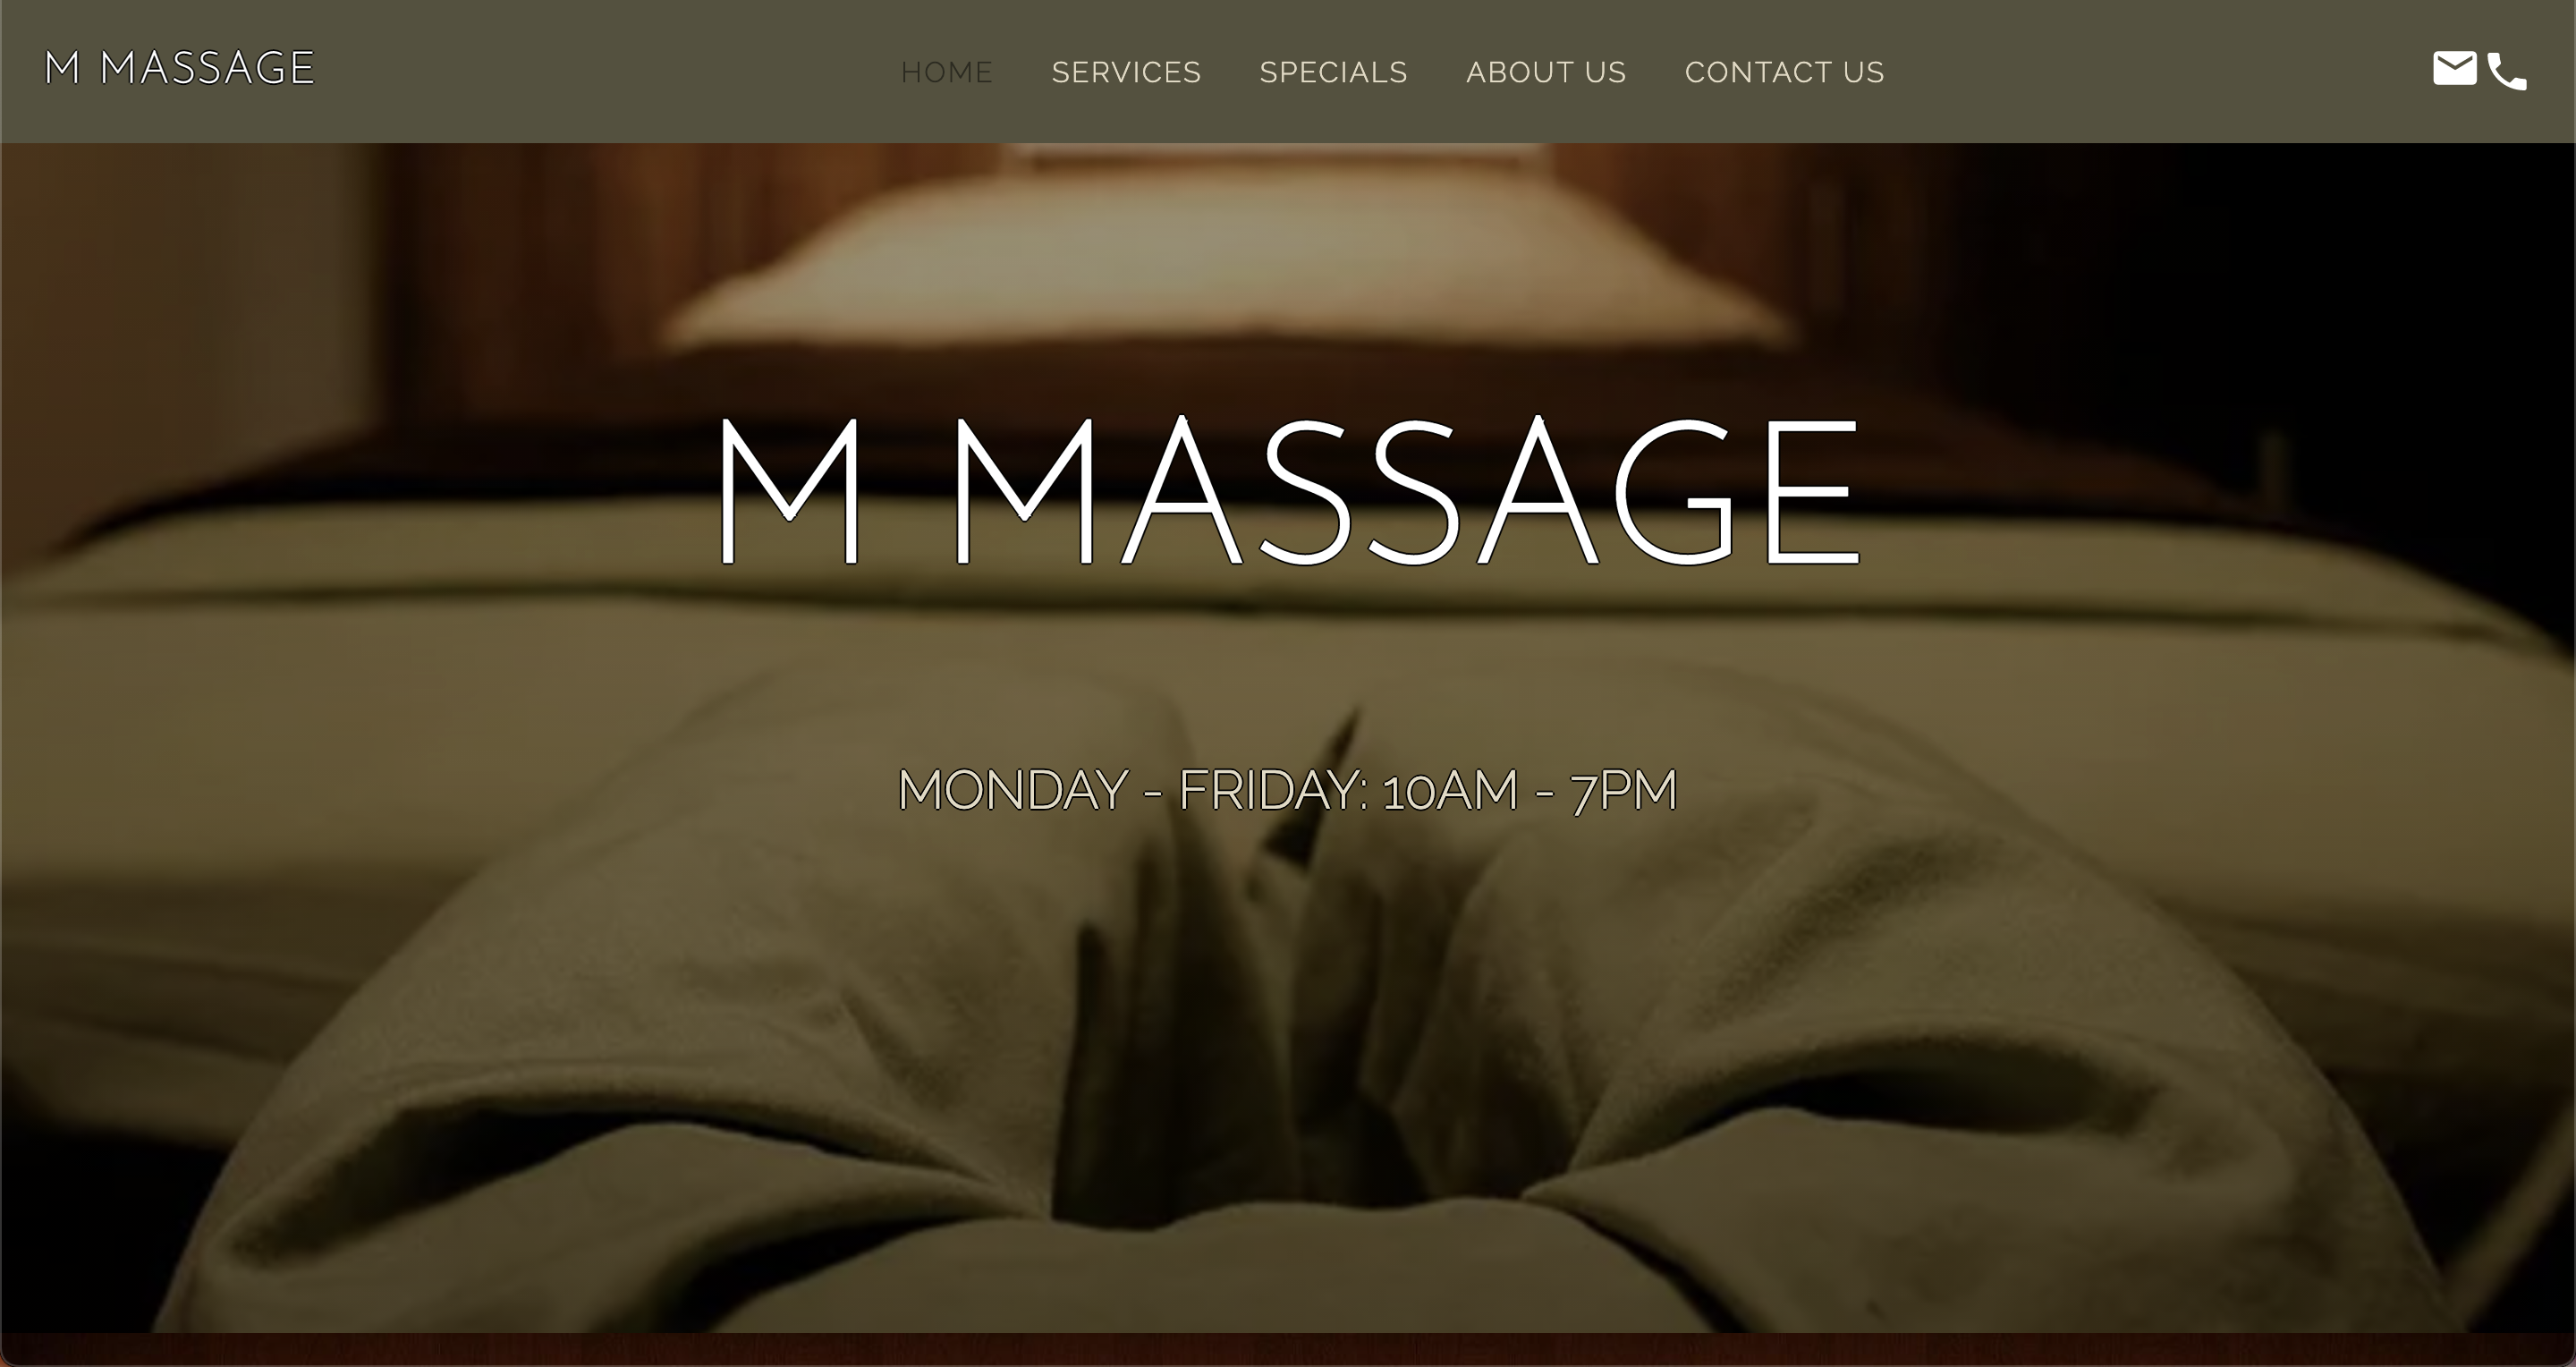 M MASSAGE
HOME SERVICES SPECIALS ABOUT US CONTACT US
M MASSAGE
MONDAY - FRIDAY: 10AM - 7PM